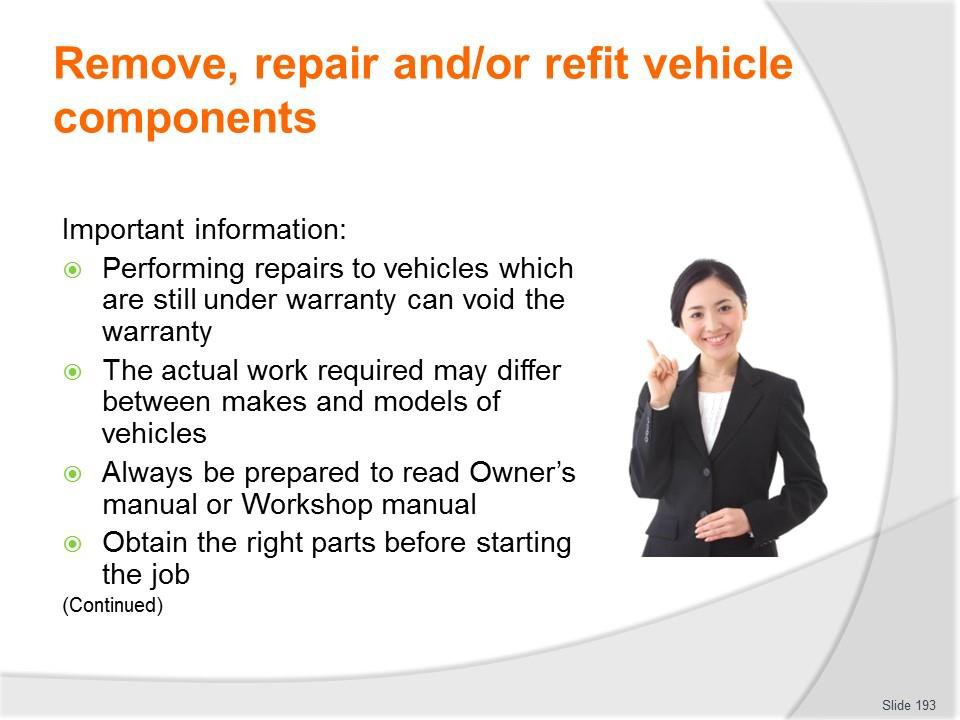 Remove, repair and/or refit vehicle
components
Important information:
Performing repairs to vehicles which
are still under warranty can void the
warranty
The actual work required may differ
between makes and models of
vehicles
Always be prepared to read Owner’s
manual or Workshop manual
Obtain the right parts before starting
the job
(Continued)
Slide 193